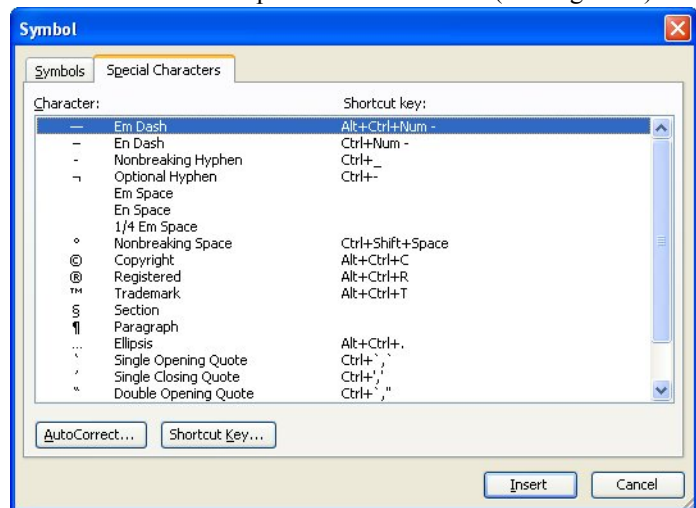 Symbol
Symbols Special Characters
Character: Shortcut key:
— Em Dash Alt+Ctrl+Num -
– En Dash Ctrl+Num -
- Nonbreaking Hyphen Ctrl+_
¬ Optional Hyphen Ctrl+-
Em Space
En Space
1/4 Em Space
° Nonbreaking Space Ctrl+Shift+Space
© Copyright Alt+Ctrl+C
® Registered Alt+Ctrl+R
™ Trademark Alt+Ctrl+T
§ Section
¶ Paragraph
… Ellipsis Alt+Ctrl+.
‘ Single Opening Quote Ctrl+`,`
’ Single Closing Quote Ctrl+','
“ Double Opening Quote Ctrl+`,"
AutoCorrect... Shortcut Key...
Insert Cancel